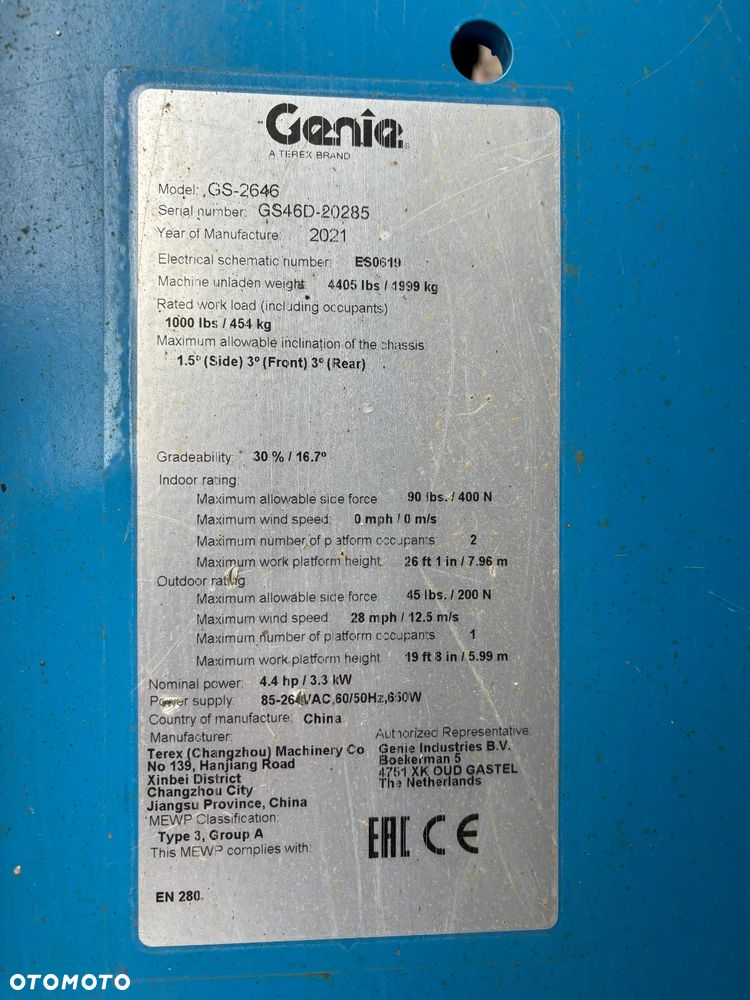 Genie
A TEREX BRAND
Model: GS-2646
Serial number: GS46D-20285
Year of Manufacture: 2021
Electrical schematic number: ES0619
Machine unladen weight: 4405 lbs / 1999 kg
Rated work load (including occupants)
1000 lbs / 454 kg
Maximum allowable inclination of the chassis:
1.5º (Side) 3º (Front) 3º (Rear)
Gradeability: 30 % / 16.7º
Indoor rating:
Maximum allowable side force 90 lbs. / 400 N
Maximum wind speed: 0 mph / 0 m/s
Maximum number of platform occupants 2
Maximum work platform height: 26 ft 1 in / 7.96 m
Outdoor rating
Maximum allowable side force: 45 lbs. / 200 N
Maximum wind speed: 28 mph / 12.5 m/s
Maximum number of platform occupants 1
Maximum work platform height 19 ft 8 in / 5.99 m
Nominal power: 4.4 hp / 3.3 kW
Power supply: 85-264VAC,60/50Hz,650W
Country of manufacture: China
Manufacturer:
Terex (Changzhou) Machinery Co
No 139, Hanjiang Road
Xinbei District
Changzhou City
Jiangsu Province, China
Authorized Representative:
Genie Industries B.V.
Boekerman 5
4751 XK OUD GASTEL
The Netherlands
MEWP Classification:
Type 3, Group A
This MEWP complies with:
EAC CE
EN 280
OTOMOTO